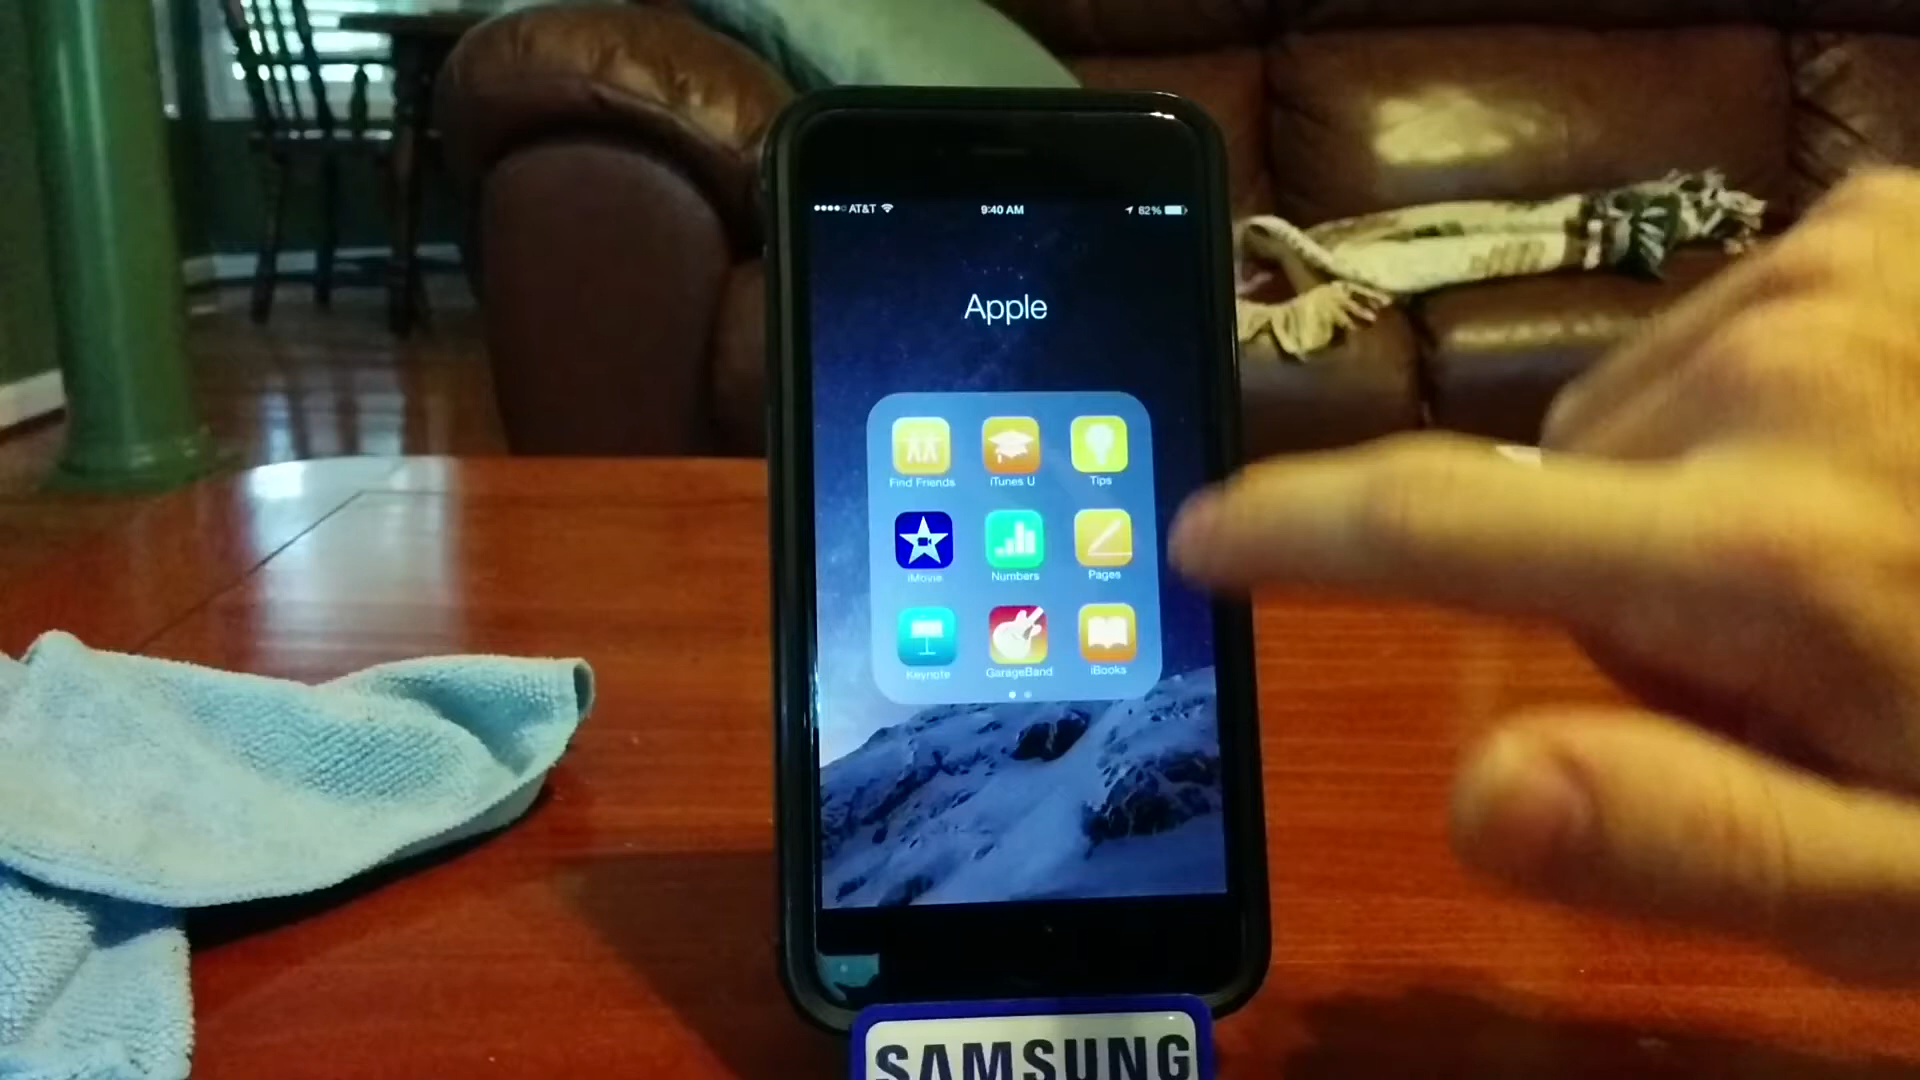 AT&T 9:40 AM 82%
Apple
Find Friends iTunes U Tips
iMovie Numbers Pages
Keynote GarageBand iBooks
SAMSUNG